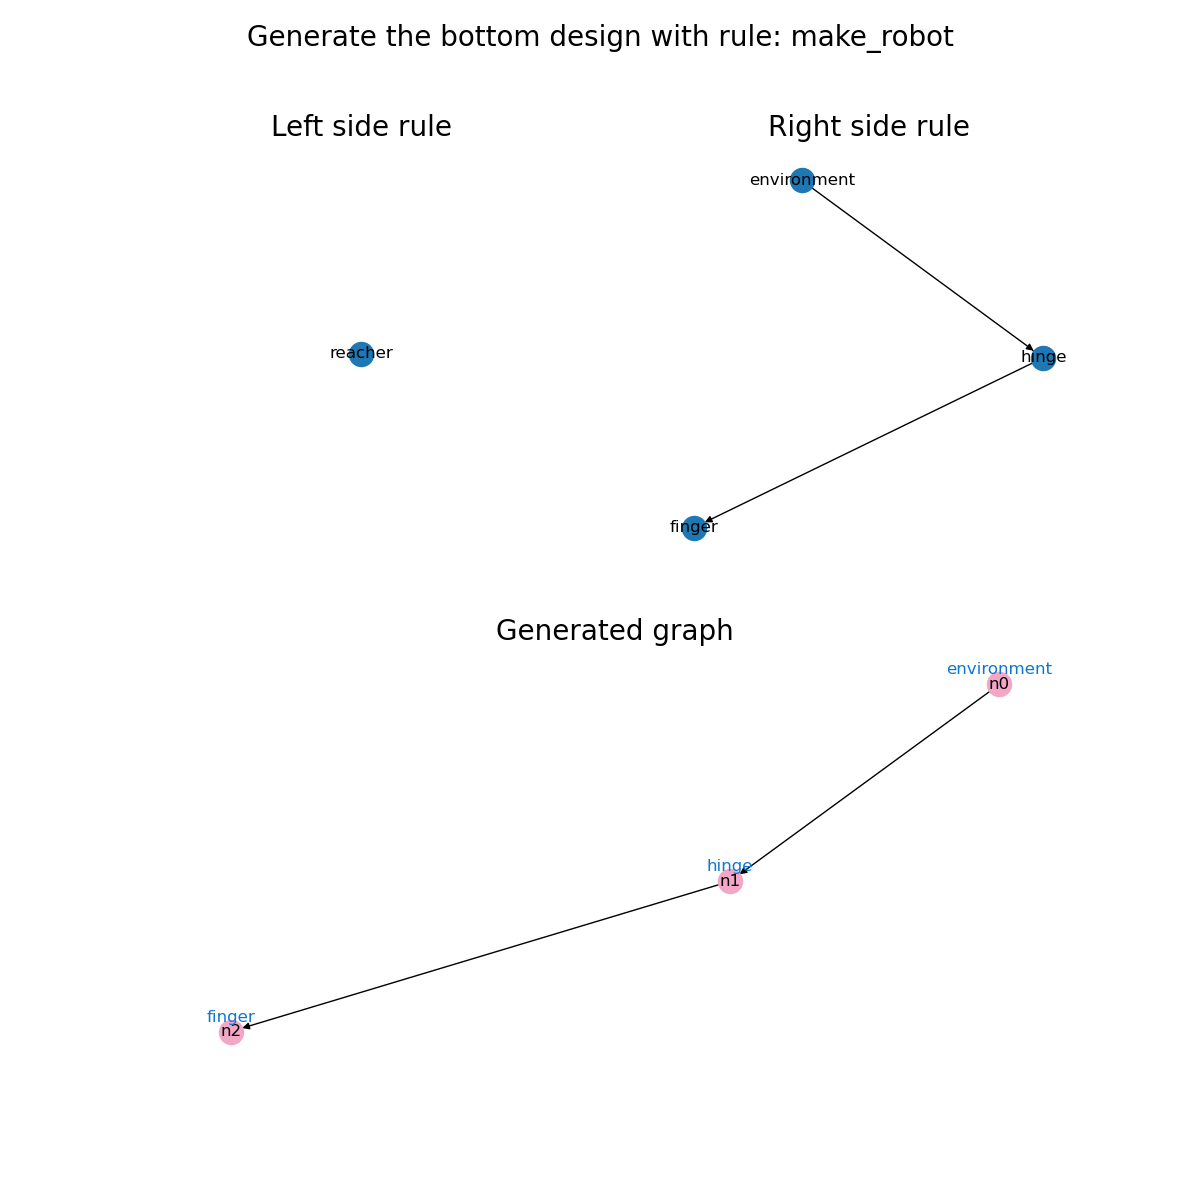 Generate the bottom design with rule: make_robot
Left side rule
Right side rule
environment
reacher
hinge
finger
Generated graph
environment
n0
hinge
n1
finger
n2